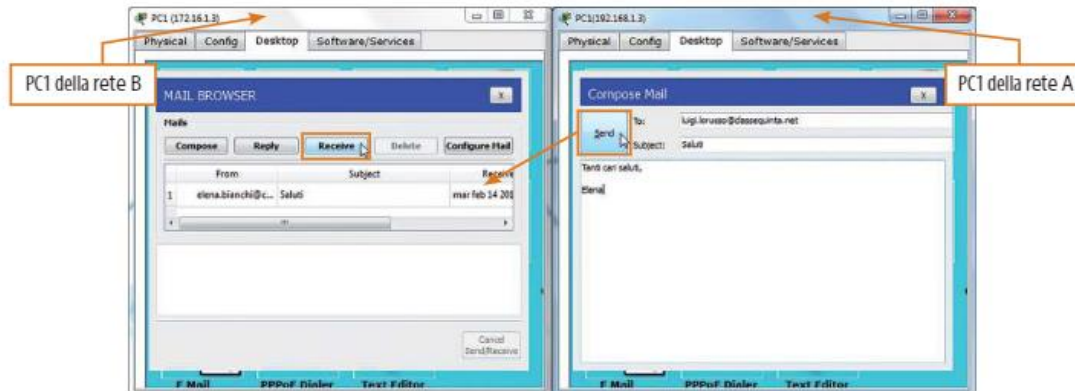 PC1 (172.16.1.3)
Physical Config Desktop Software/Services
PC1 della rete B
MAIL BROWSER
X
Mails
Compose Reply Receive Delete Configure Mail
From Subject Receive
1 elena.bianchi@c... Saluti mar feb 14 201
Cancel
Send/Receive
E Mail PPPoE Dialer Text Editor
PC1(192.168.1.3)
Physical Config Desktop Software/Services
PC1 della rete A
Compose Mail
X
Send
To: luigi.lorusso@classequinta.net
Subject: Saluti
Tanti cari saluti,
Elena
E Mail PPPoE Dialer Text Editor